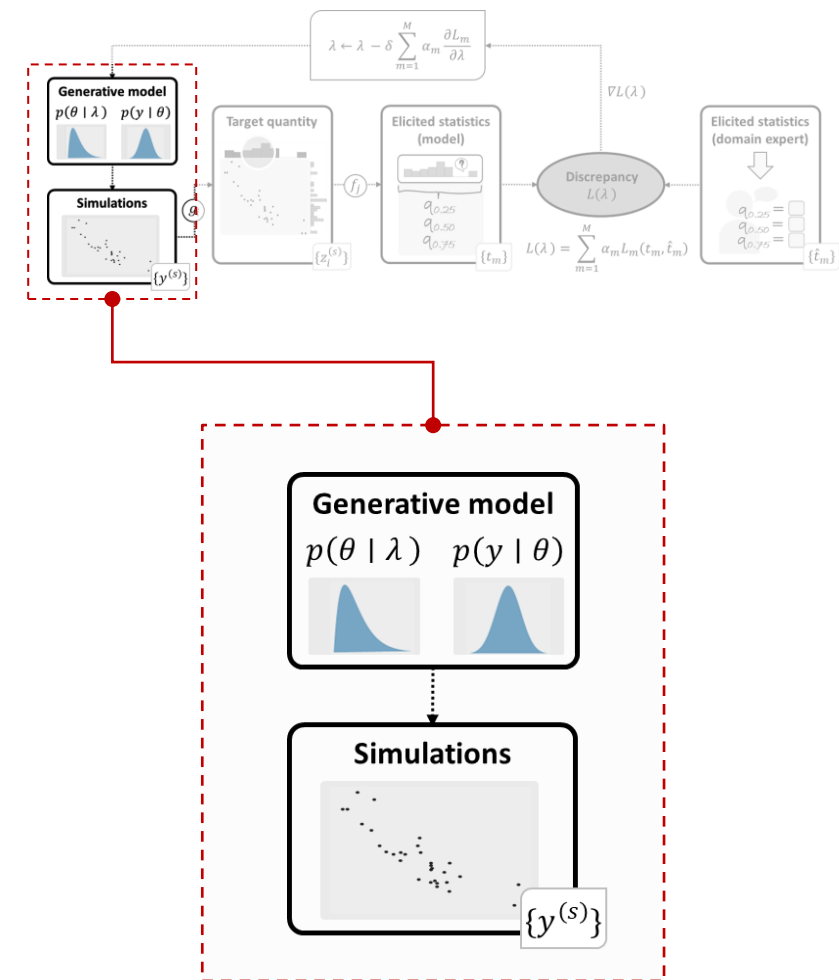 λ ← λ − δ ∑_{m=1}^{M} α_m ∂L_m/∂λ
∇L(λ)
Generative model
p(θ | λ) p(y | θ)
Simulations
{y^(s)}
g
Target quantity
{z_i^(s)}
f_j
Elicited statistics
(model)
q_0.25
q_0.50
q_0.75
{t_m}
Discrepancy
L(λ)
L(λ) = ∑_{m=1}^{M} α_m L_m(t_m, t̂_m)
Elicited statistics
(domain expert)
q_0.25 =
q_0.50 =
q_0.75 =
{t̂_m}
Generative model
p(θ | λ) p(y | θ)
Simulations
{y^(s)}